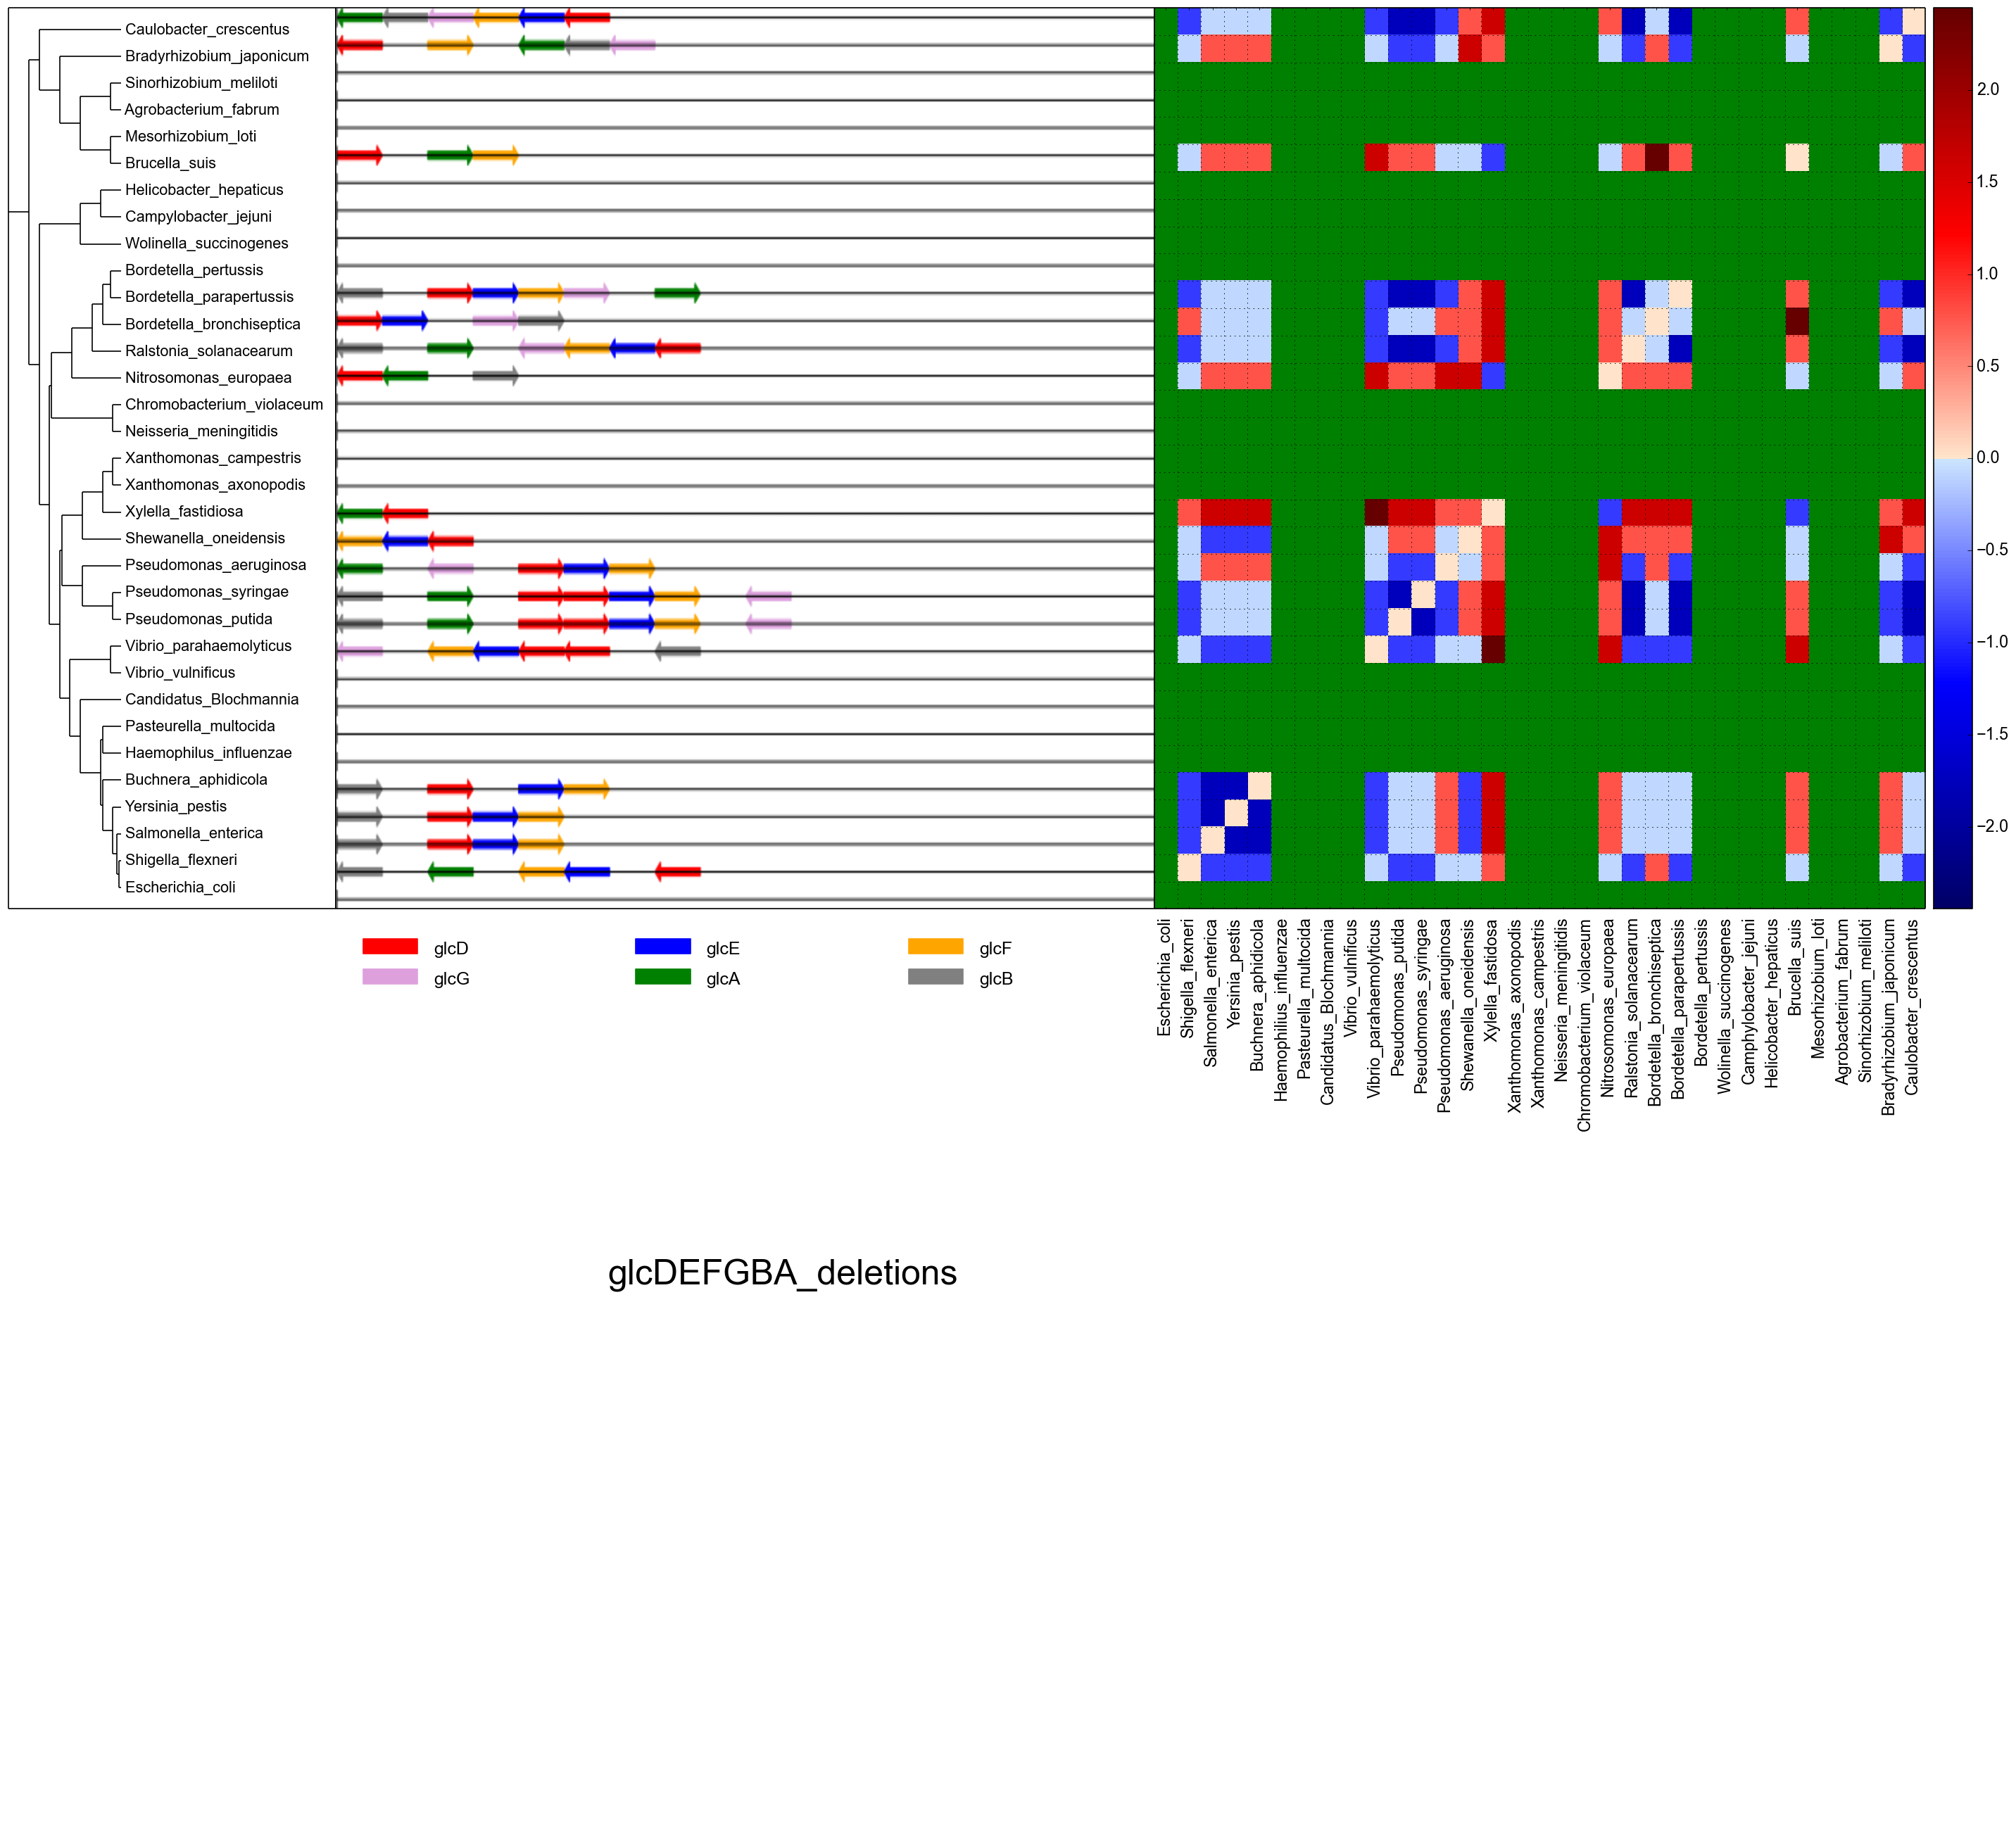 Caulobacter_crescentus
Bradyrhizobium_japonicum
Sinorhizobium_meliloti
Agrobacterium_fabrum
Mesorhizobium_loti
Brucella_suis
Helicobacter_hepaticus
Campylobacter_jejuni
Wolinella_succinogenes
Bordetella_pertussis
Bordetella_parapertussis
Bordetella_bronchiseptica
Ralstonia_solanacearum
Nitrosomonas_europaea
Chromobacterium_violaceum
Neisseria_meningitidis
Xanthomonas_campestris
Xanthomonas_axonopodis
Xylella_fastidiosa
Shewanella_oneidensis
Pseudomonas_aeruginosa
Pseudomonas_syringae
Pseudomonas_putida
Vibrio_parahaemolyticus
Vibrio_vulnificus
Candidatus_Blochmannia
Pasteurella_multocida
Haemophilus_influenzae
Buchnera_aphidicola
Yersinia_pestis
Salmonella_enterica
Shigella_flexneri
Escherichia_coli
2.0
1.5
1.0
0.5
0.0
−0.5
−1.0
−1.5
−2.0
glcD
glcE
glcF
glcG
glcA
glcB
Escherichia_coli
Shigella_flexneri
Salmonella_enterica
Yersinia_pestis
Buchnera_aphidicola
Haemophilius_influenzae
Pasteurella_multocida
Candidatus_Blochmannia
Vibrio_vulnificus
Vibrio_parahaemolyticus
Pseudomonas_putida
Pseudomonas_syringae
Pseudomonas_aeruginosa
Shewanella_oneidensis
Xylella_fastidosa
Xanthomonas_axonopodis
Xanthomonas_campestris
Neisseria_meningitidis
Chromobacterium_violaceum
Nitrosomonas_europaea
Ralstonia_solanacearum
Bordetella_bronchiseptica
Bordetella_parapertussis
Bordetella_pertussis
Wolinella_succinogenes
Camphylobacter_jejuni
Helicobacter_hepaticus
Brucella_suis
Mesorhizobium_loti
Agrobacterium_fabrum
Sinorhizobium_meliloti
Bradyrhizobium_japonicum
Caulobacter_crescentus
glcDEFGBA_deletions